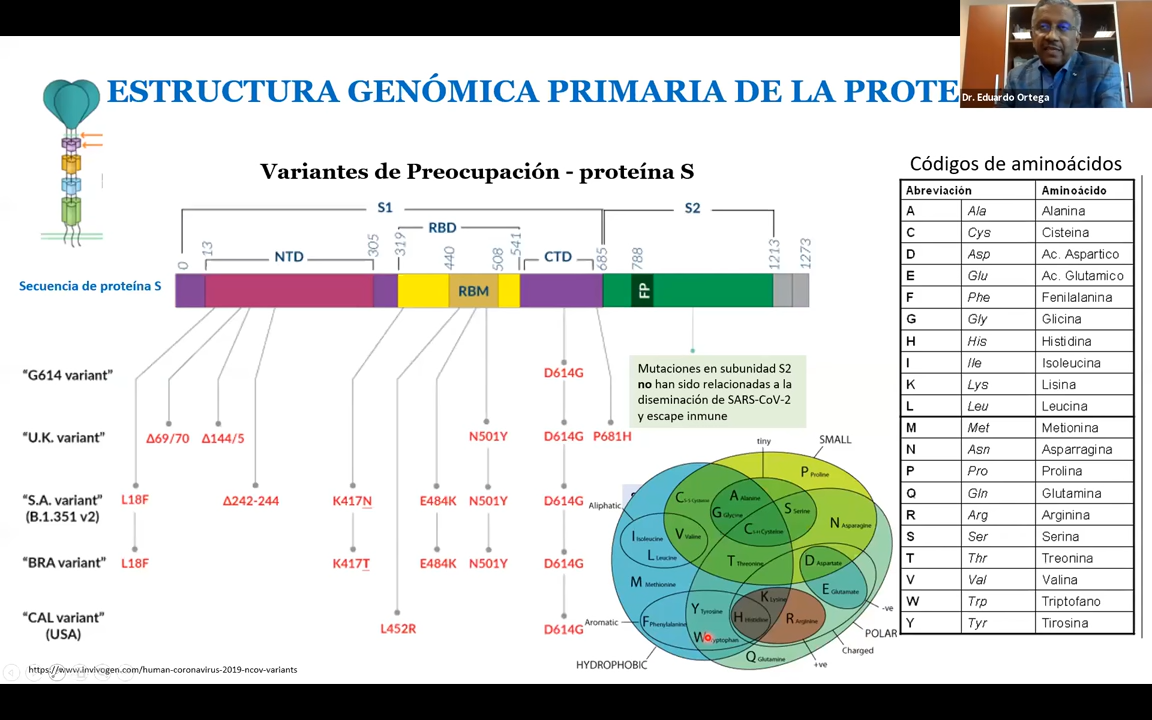 Dr. Eduardo Ortega
ESTRUCTURA GENÓMICA PRIMARIA DE LA PROTE
Variantes de Preocupación - proteína S
S1
S2
RBD
NTD
CTD
0
13
305
319
440
508
541
685
788
1213
1273
Secuencia de proteína S
RBM
FP
"G614 variant"
D614G
"U.K. variant"
Δ69/70
Δ144/5
N501Y
D614G
P681H
"S.A. variant"
(B.1.351 v2)
L18F
Δ242-244
K417N
E484K
N501Y
D614G
"BRA variant"
L18F
K417T
E484K
N501Y
D614G
"CAL variant"
(USA)
L452R
D614G
Mutaciones en subunidad S2
no han sido relacionadas a la
diseminación de SARS-CoV-2
y escape inmune
tiny
SMALL
P Proline
Aliphatic
C S-S Cysteine
A Alanine
G Glycine
S Serine
C S-H Cysteine
N Asparagine
I Isoleucine
V Valine
L Leucine
T Threonine
D Aspartate
M Methionine
E Glutamate
K Lysine
Y Tyrosine
-ve
Aromatic
F Phenylalanine
H Histidine
R Arginine
POLAR
W
Charged
Q Glutamine
HYDROPHOBIC
+ve
https://www.invivogen.com/human-coronavirus-2019-ncov-variants
Códigos de aminoácidos
Abreviación Aminoácido
A Ala Alanina
C Cys Cisteina
D Asp Ac. Aspartico
E Glu Ac. Glutamico
F Phe Fenilalanina
G Gly Glicina
H His Histidina
I Ile Isoleucina
K Lys Lisina
L Leu Leucina
M Met Metionina
N Asn Asparragina
P Pro Prolina
Q Gln Glutamina
R Arg Arginina
S Ser Serina
T Thr Treonina
V Val Valina
W Trp Triptofano
Y Tyr Tirosina